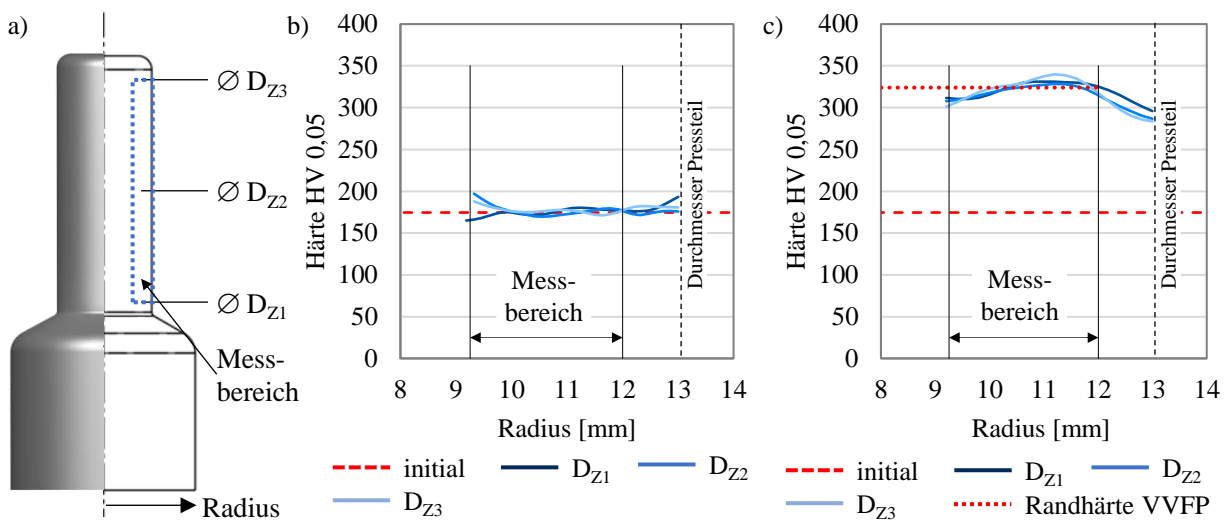 a)
∅ D_Z3
∅ D_Z2
∅ D_Z1
Mess-
bereich
Radius
b)
Härte HV 0,05
400
350
300
250
200
150
100
50
0
8 9 10 11 12 13 14
Radius [mm]
Mess-
bereich
Durchmesser Pressteil
initial D_Z1 D_Z2
D_Z3
c)
Härte HV 0,05
400
350
300
250
200
150
100
50
0
8 9 10 11 12 13 14
Radius [mm]
Mess-
bereich
Durchmesser Pressteil
initial D_Z1 D_Z2
D_Z3 Randhärte VVFP